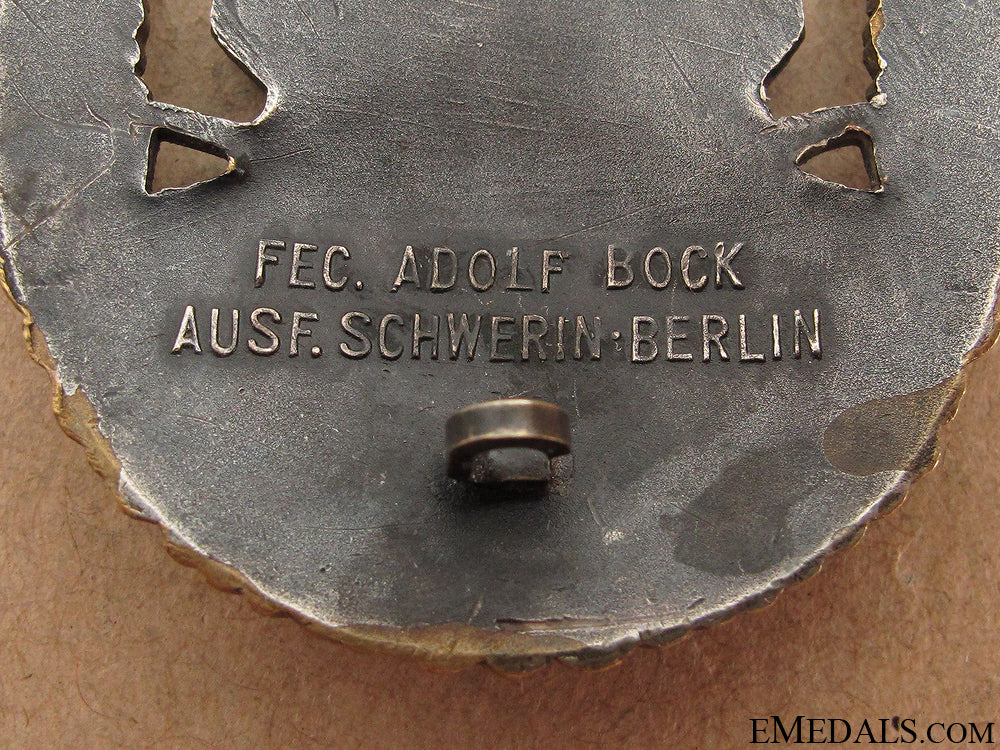 FEC. ADOLF BOCK
AUSF. SCHWERIN·BERLIN
EMEDALS.COM